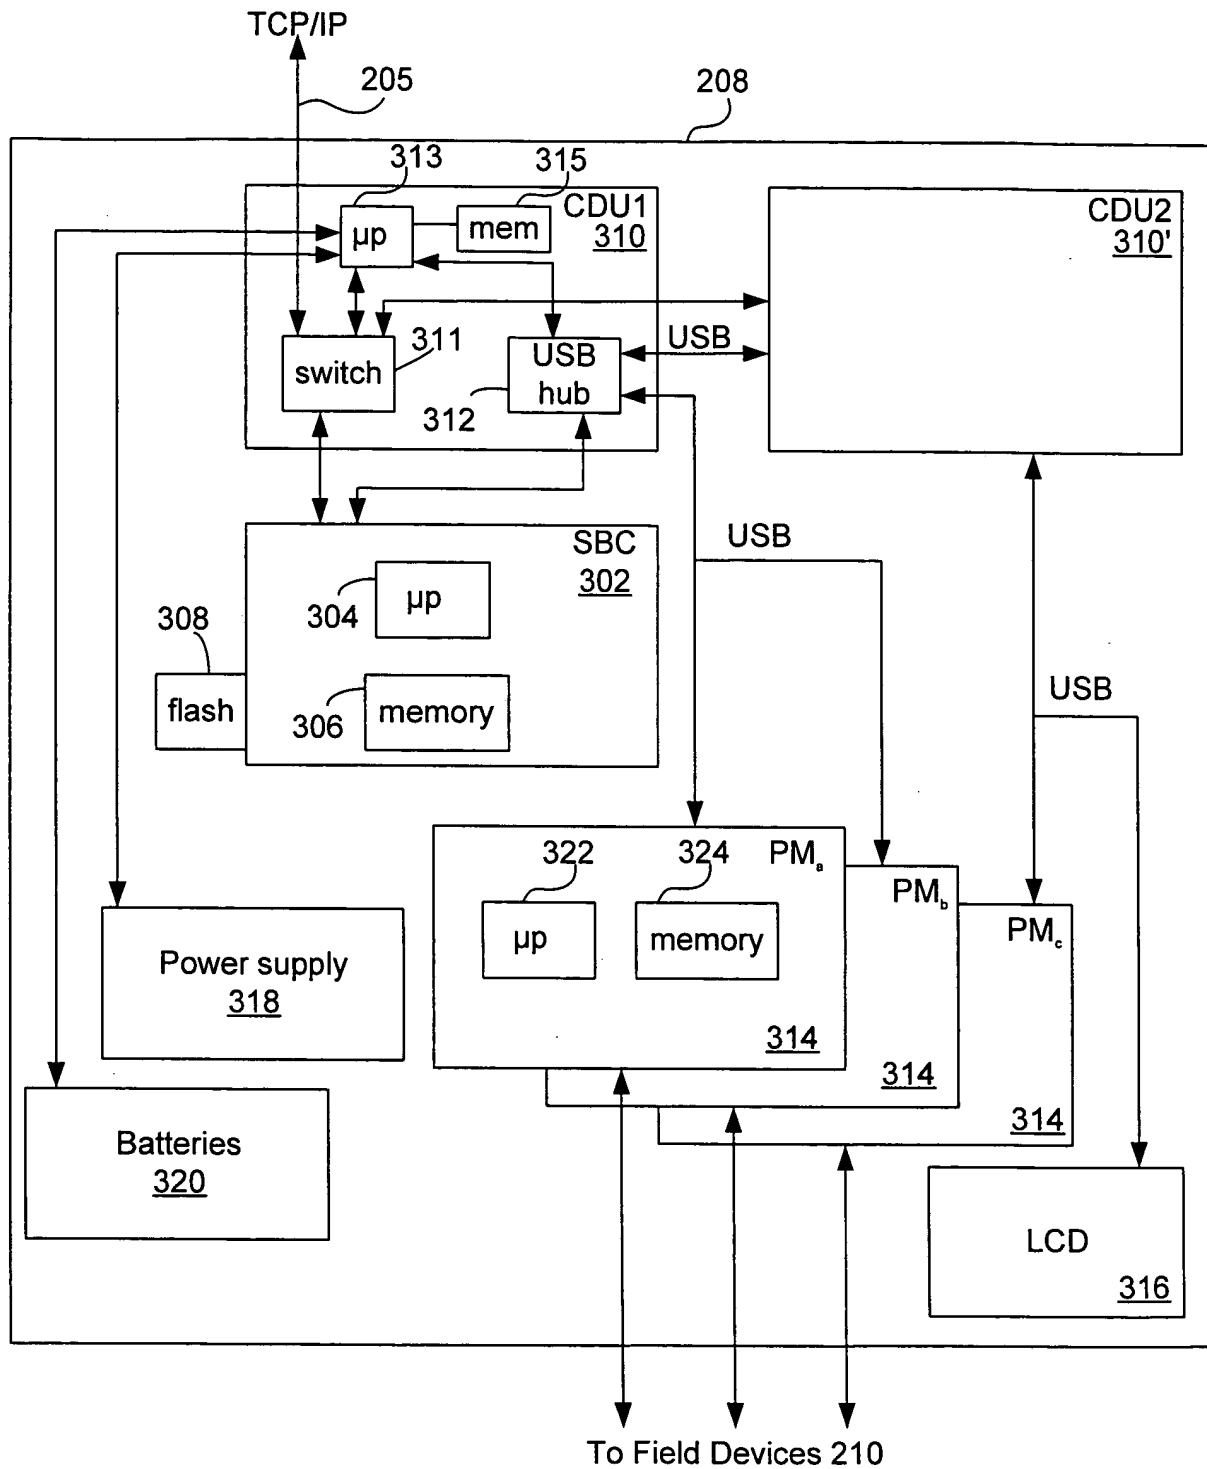 TCP/IP
205
208
313
315
CDU1
310
µp
mem
CDU2
310'
switch
311
USB
hub
312
USB
SBC
302
304
µp
USB
308
flash
306
memory
USB
322
324
PMa
µp
memory
314
PMb
314
PMc
314
Power supply
318
Batteries
320
LCD
316
To Field Devices 210